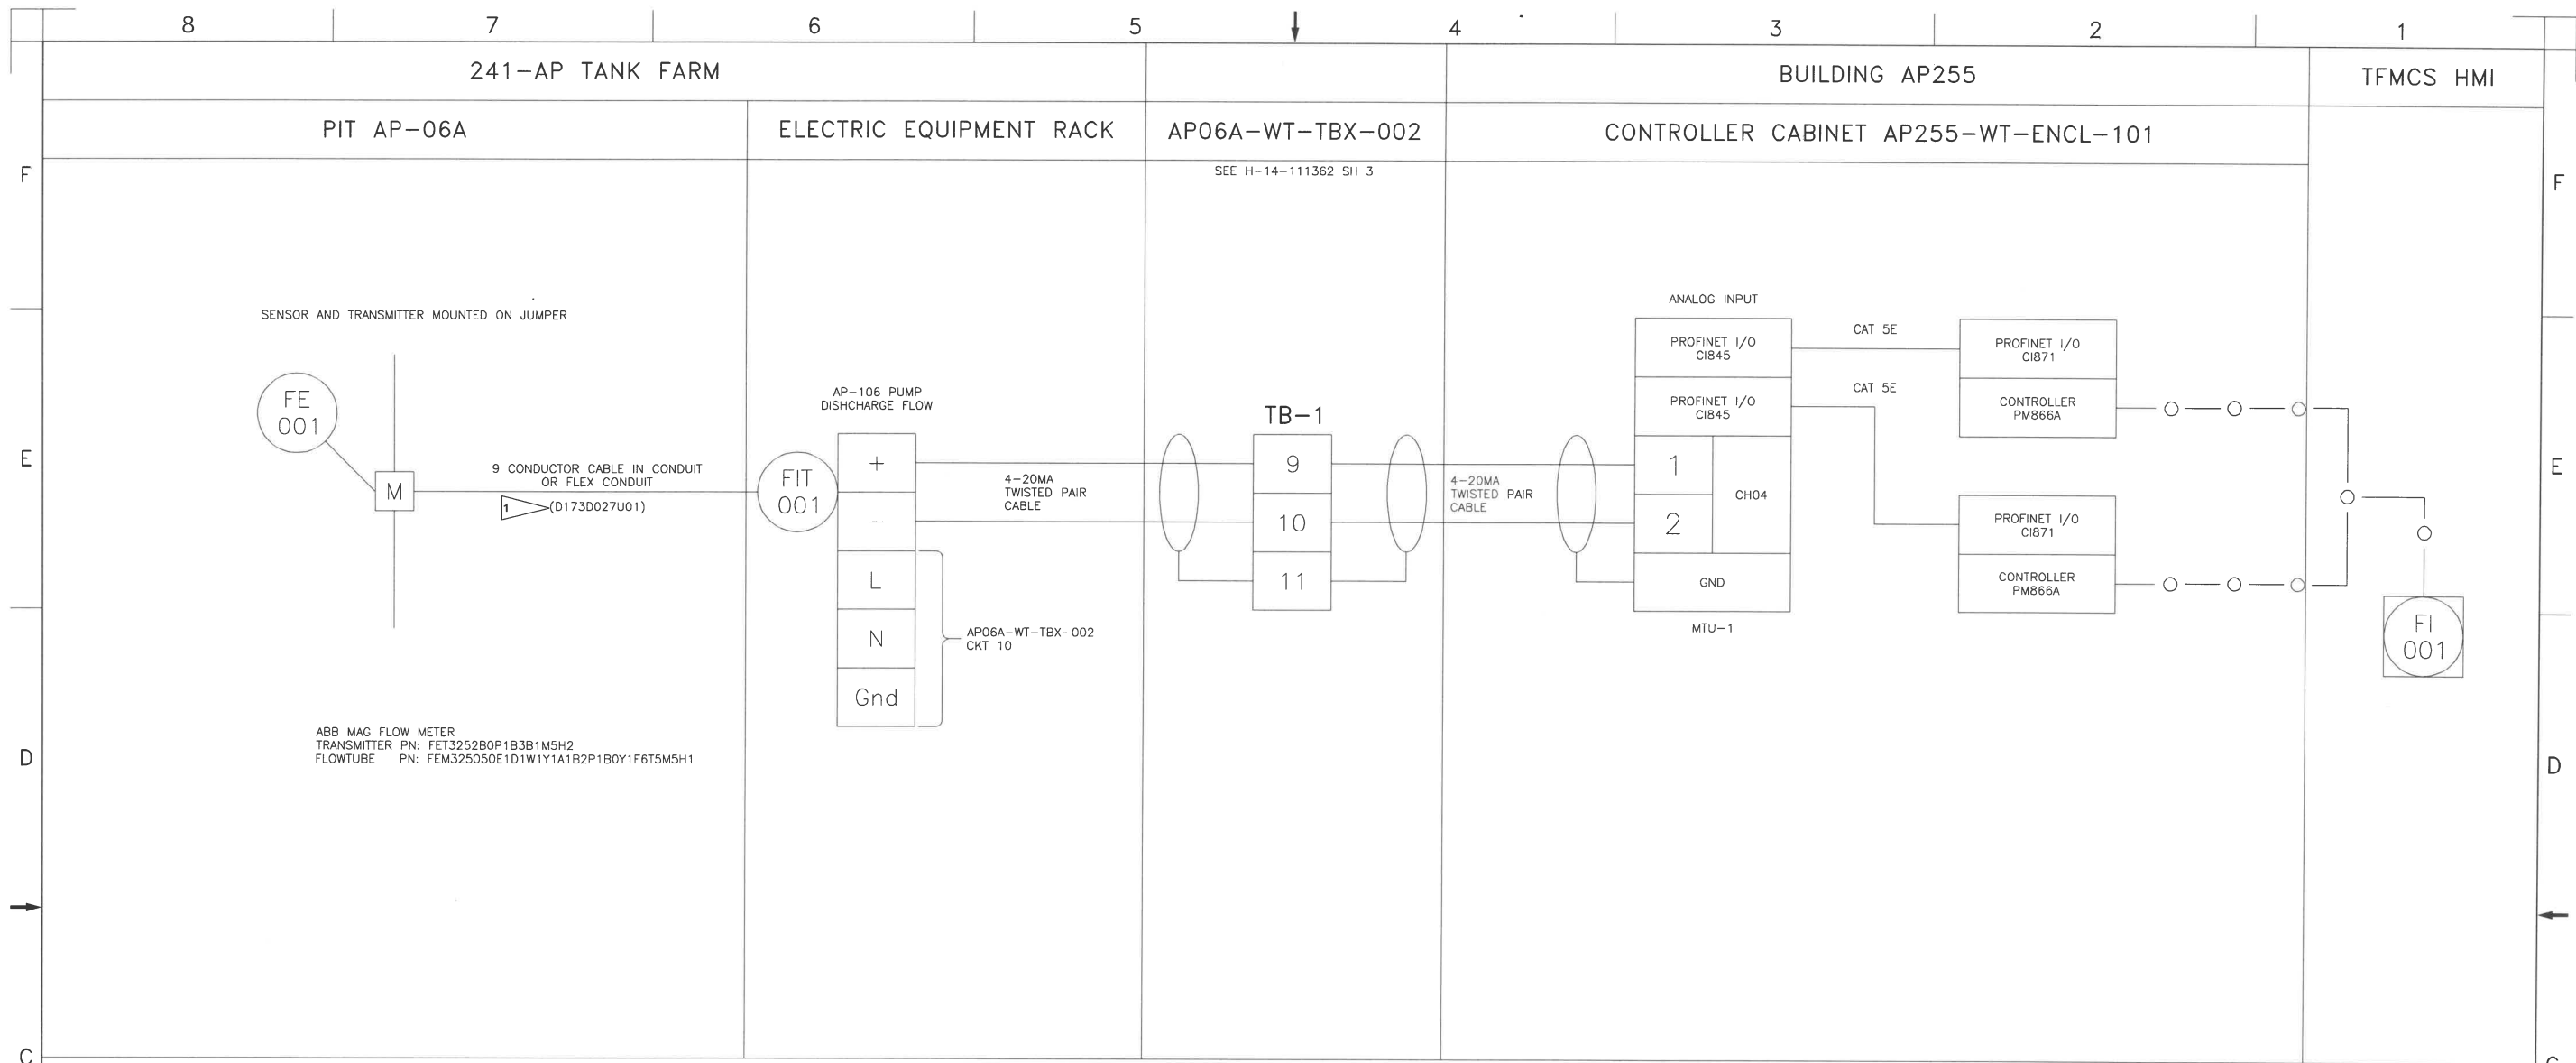 8 7 6 5 4 3 2 1
241-AP TANK FARM
BUILDING AP255
TFMCS HMI
PIT AP-06A
ELECTRIC EQUIPMENT RACK
AP06A-WT-TBX-002
CONTROLLER CABINET AP255-WT-ENCL-101
F
SEE H-14-111362 SH 3
F
SENSOR AND TRANSMITTER MOUNTED ON JUMPER
FE
001
M
9 CONDUCTOR CABLE IN CONDUIT
OR FLEX CONDUIT
1
(D173D027U01)
ABB MAG FLOW METER
TRANSMITTER PN: FET3252B0P1B3B1M5H2
FLOWTUBE PN: FEM325050E1D1W1Y1A1B2P1B0Y1F6T5M5H1
AP-106 PUMP
DISHCHARGE FLOW
FIT
001
+
-
L
N
Gnd
4-20MA
TWISTED PAIR
CABLE
AP06A-WT-TBX-002
CKT 10
TB-1
9
10
11
4-20MA
TWISTED PAIR
CABLE
ANALOG INPUT
PROFINET I/O
CI845
PROFINET I/O
CI845
1
2
CH04
GND
MTU-1
CAT 5E
CAT 5E
PROFINET I/O
CI871
CONTROLLER
PM866A
PROFINET I/O
CI871
CONTROLLER
PM866A
FI
001
E
E
D
D
C